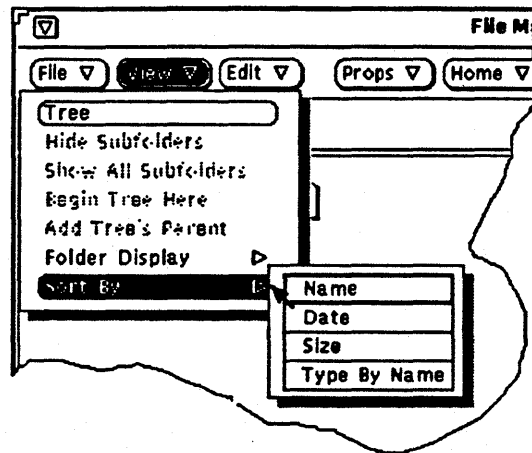 File Ma
File View Edit Props Home
Tree
Hide Subfolders
Show All Subfolders
Begin Tree Here
Add Tree's Parent
Folder Display
Sort By
Name
Date
Size
Type By Name